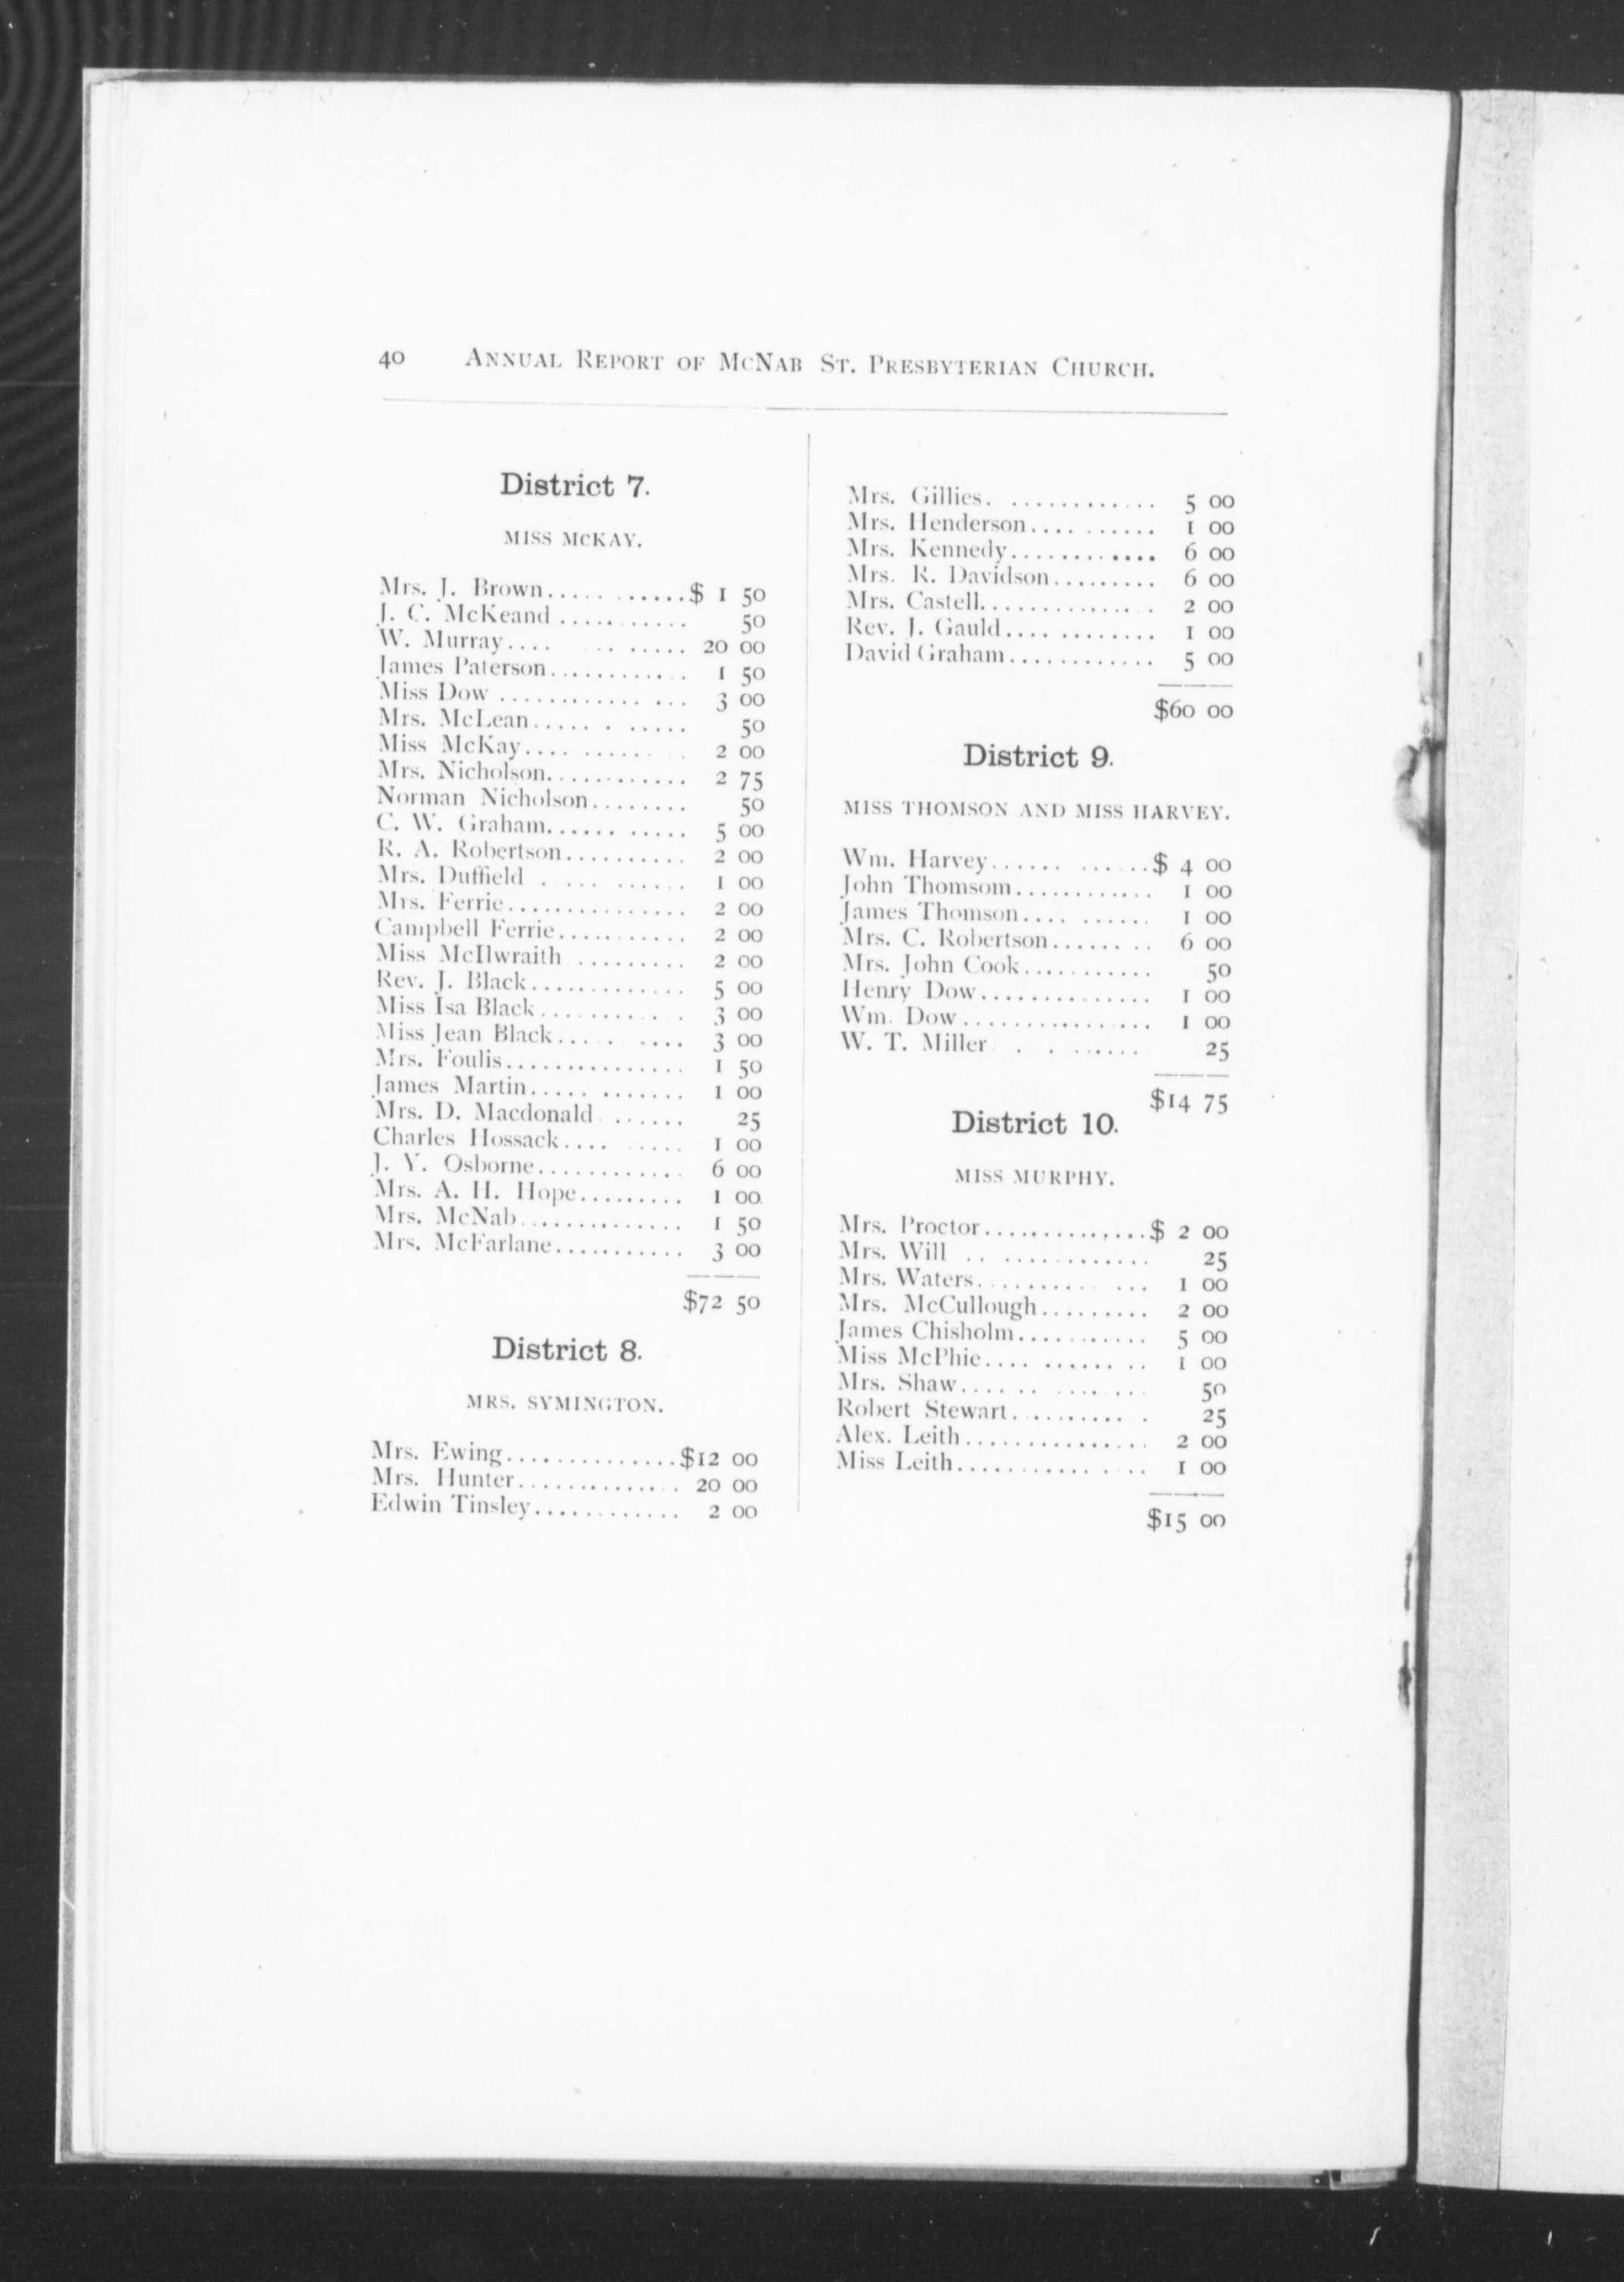 40 ANNUAL REPORT OF MCNAB ST. PRESBYTERIAN CHURCH.
District 7.
MISS MCKAY.
Mrs. J. Brown............$ 1 50
J. C. McKeand ........... 50
W. Murray.... ... ..... 20 00
James Paterson............ 1 50
Miss Dow ............. ... 3 00
Mrs. McLean...... . ..... 50
Miss McKay.... ....... .. 2 00
Mrs. Nicholson............ 2 75
Norman Nicholson........ 50
C. W. Graham...... ..... 5 00
R. A. Robertson.......... 2 00
Mrs. Duffield . .... ...... 1 00
Mrs. Ferrie............... 2 00
Campbell Ferrie........... 2 00
Miss McIlwraith ......... 2 00
Rev. J. Black............. 5 00
Miss Isa Black............ 3 00
Miss Jean Black..... .... 3 00
Mrs. Foulis............... 1 50
James Martin..... ....... 1 00
Mrs. D. Macdonald. ...... 25
Charles Hossack.... ..... 1 00
J. Y. Osborne............ 6 00
Mrs. A. H. Hope......... 1 00
Mrs. McNab.............. 1 50
Mrs. McFarlane........... 3 00
$72 50
District 8.
MRS. SYMINGTON.
Mrs. Ewing..............$12 00
Mrs. Hunter.............. 20 00
Edwin Tinsley............ 2 00
Mrs. Gillies. ............ 5 00
Mrs. Henderson.... ...... 1 00
Mrs. Kennedy............ 6 00
Mrs. R. Davidson......... 6 00
Mrs. Castell.............. 2 00
Rev. J. Gauld.... ........ 1 00
David Graham............ 5 00
$60 00
District 9.
MISS THOMSON AND MISS HARVEY.
Wm. Harvey...... ......$ 4 00
John Thomsom............ 1 00
James Thomson.... ...... 1 00
Mrs. C. Robertson....... .. 6 00
Mrs. John Cook........... 50
Henry Dow.............. 1 00
Wm. Dow................ 1 00
W. T. Miller . . ...... 25
$14 75
District 10.
MISS MURPHY.
Mrs. Proctor..............$ 2 00
Mrs. Will .. ............ 25
Mrs. Waters........... ... 1 00
Mrs. McCullough......... 2 00
James Chisholm........... 5 00
Miss McPhie.... ....... .. 1 00
Mrs. Shaw.... .. ....... 50
Robert Stewart.......... . 25
Alex. Leith............... 2 00
Miss Leith........... . .. 1 00
$15 00